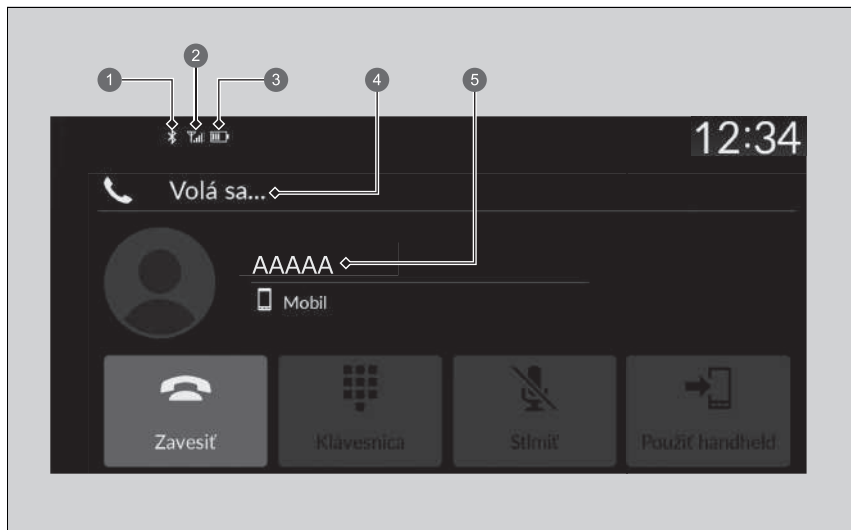 2
1
3
4
5
12:34
Volá sa...
AAAAA
Mobil
Zavesiť
Klávesnica
Stlmiť
Použiť handheld